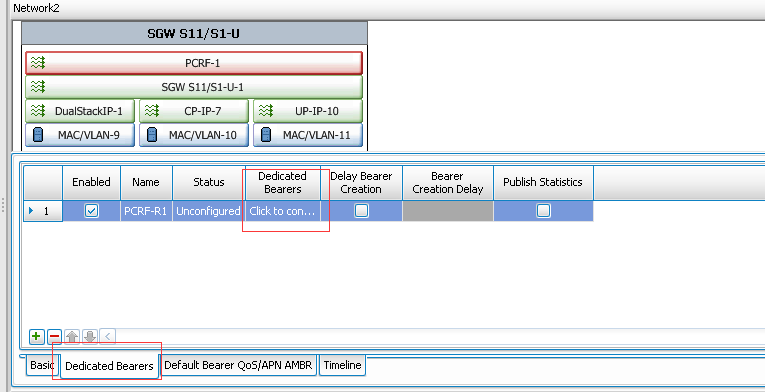 Network2
SGW S11/S1-U
PCRF-1
SGW S11/S1-U-1
DualStackIP-1 CP-IP-7 UP-IP-10
MAC/VLAN-9 MAC/VLAN-10 MAC/VLAN-11
Enabled Name Status Dedicated Bearers Delay Bearer Creation Bearer Creation Delay Publish Statistics
1 PCRF-R1 Unconfigured Click to con...
Basic Dedicated Bearers Default Bearer QoS/APN AMBR Timeline